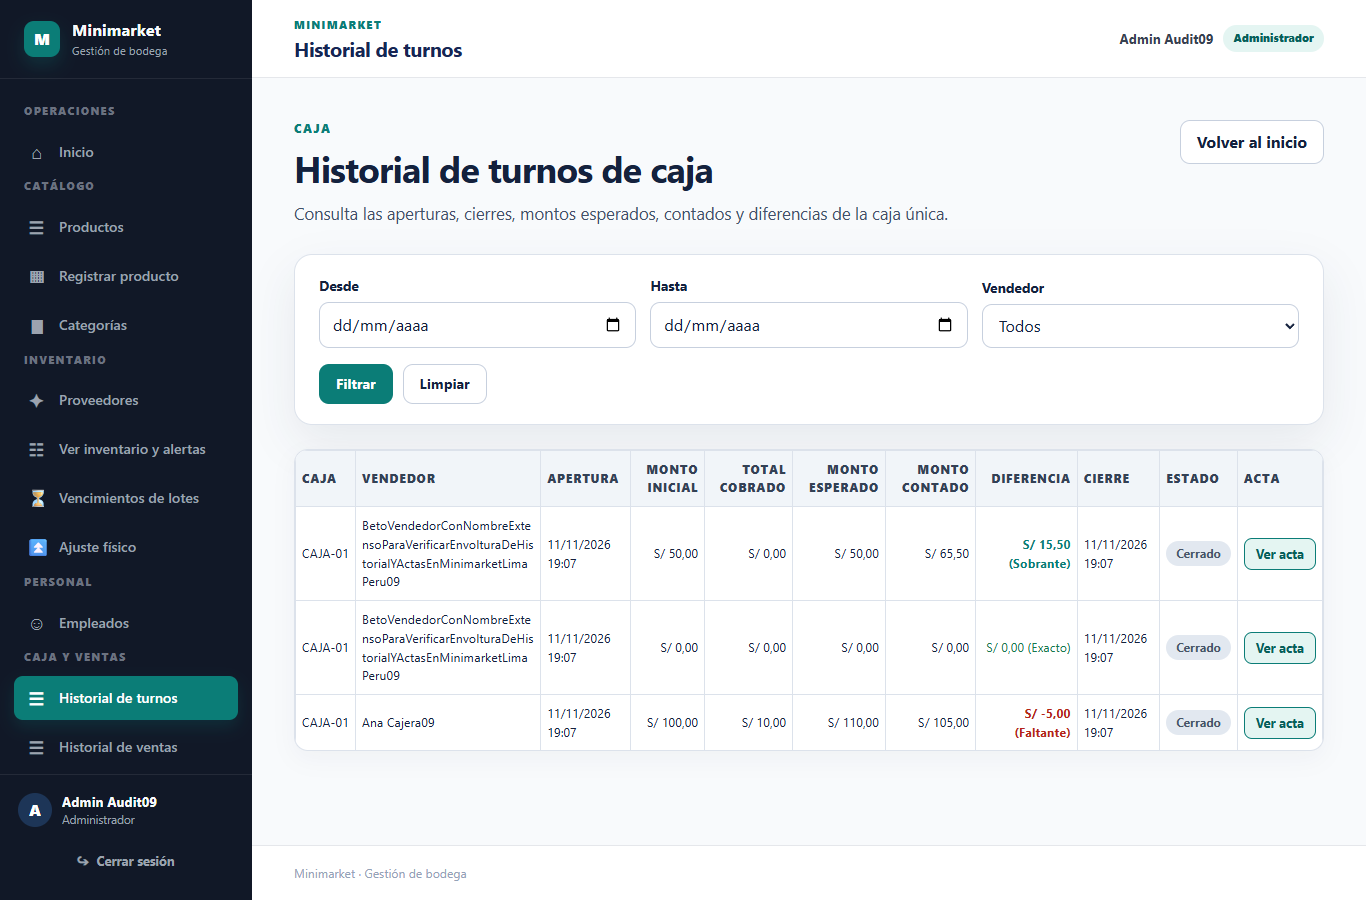 M
Minimarket
Gestión de bodega
OPERACIONES
Inicio
CATÁLOGO
Productos
Registrar producto
Categorías
INVENTARIO
Proveedores
Ver inventario y alertas
Vencimientos de lotes
Ajuste físico
PERSONAL
Empleados
CAJA Y VENTAS
Historial de turnos
Historial de ventas
A
Admin Audit09
Administrador
Cerrar sesión
MINIMARKET
Historial de turnos
Admin Audit09
Administrador
CAJA
Historial de turnos de caja
Consulta las aperturas, cierres, montos esperados, contados y diferencias de la caja única.
Volver al inicio
Desde
Hasta
Vendedor
dd/mm/aaaa
dd/mm/aaaa
Todos
Filtrar
Limpiar
CAJA VENDEDOR APERTURA MONTO INICIAL TOTAL COBRADO MONTO ESPERADO MONTO CONTADO DIFERENCIA CIERRE ESTADO ACTA
CAJA-01
BetoVendedorConNombreExte
nsoParaVerificarEnvolturaDeHis
torialYActasEnMinimarketLima
Peru09
11/11/2026
19:07
S/ 50,00
S/ 0,00
S/ 50,00
S/ 65,50
S/ 15,50
(Sobrante)
11/11/2026
19:07
Cerrado
Ver acta
CAJA-01
BetoVendedorConNombreExte
nsoParaVerificarEnvolturaDeHis
torialYActasEnMinimarketLima
Peru09
11/11/2026
19:07
S/ 0,00
S/ 0,00
S/ 0,00
S/ 0,00
S/ 0,00 (Exacto)
11/11/2026
19:07
Cerrado
Ver acta
CAJA-01
Ana Cajera09
11/11/2026
19:07
S/ 100,00
S/ 10,00
S/ 110,00
S/ 105,00
S/ -5,00
(Faltante)
11/11/2026
19:07
Cerrado
Ver acta
Minimarket · Gestión de bodega